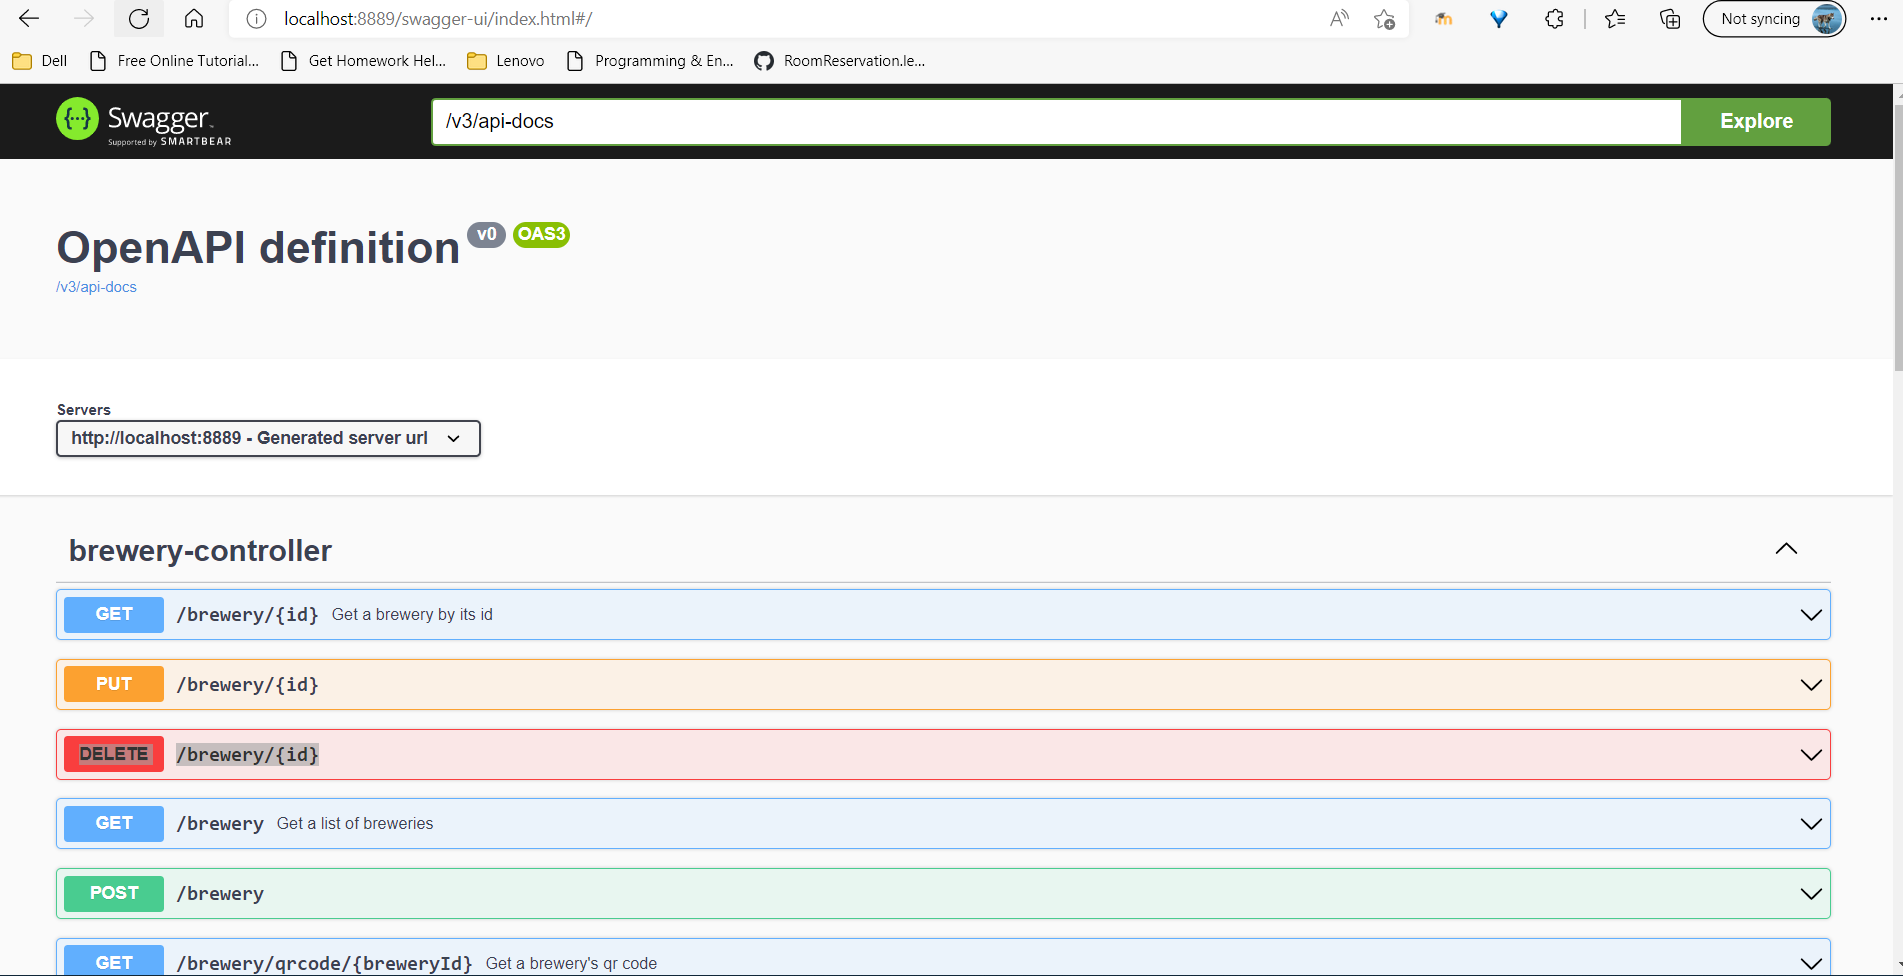 localhost:8889/swagger-ui/index.html#/
Not syncing
Dell
Free Online Tutorial...
Get Homework Hel...
Lenovo
Programming & En...
RoomReservation.le...
Swagger
Supported by SMARTBEAR
/v3/api-docs
Explore
OpenAPI definition v0 OAS3
/v3/api-docs
Servers
http://localhost:8889 - Generated server url
brewery-controller
GET /brewery/{id} Get a brewery by its id
PUT /brewery/{id}
DELETE /brewery/{id}
GET /brewery Get a list of breweries
POST /brewery
GET /brewery/qrcode/{breweryId} Get a brewery's qr code